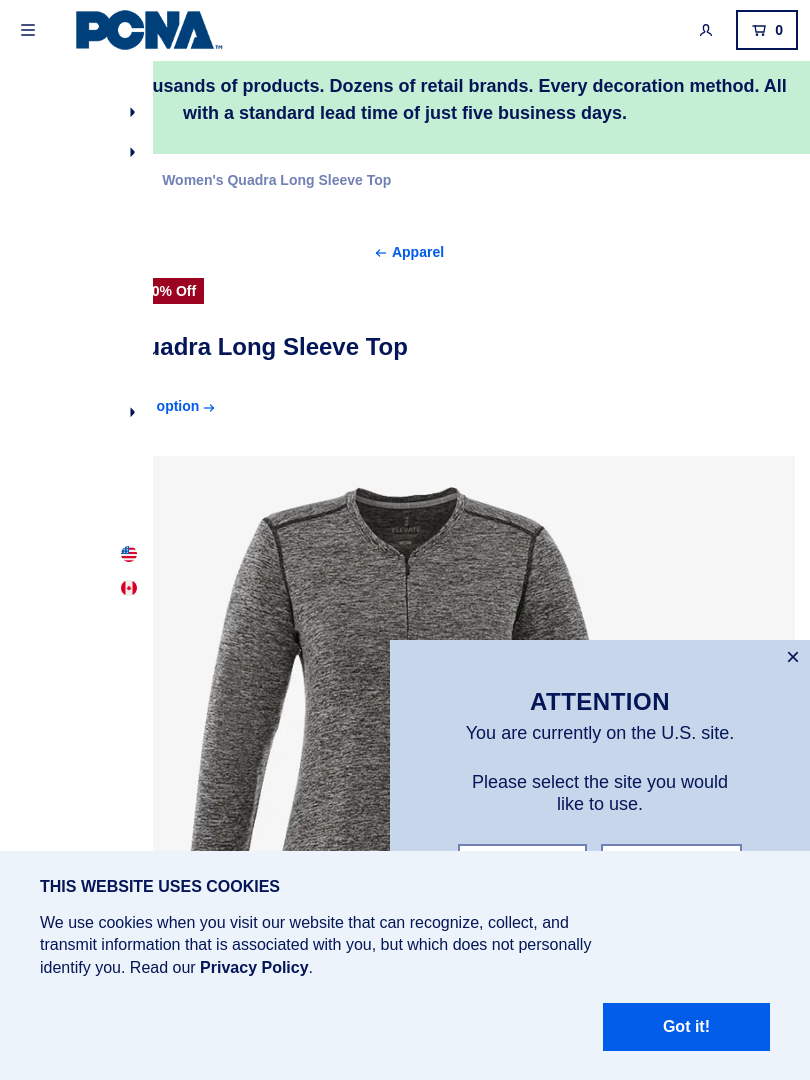 PCNA™
0
usands of products. Dozens of retail brands. Every decoration method. All
with a standard lead time of just five business days.
Women's Quadra Long Sleeve Top
← Apparel
0% Off
uadra Long Sleeve Top
option →
ELEVATE
ATTENTION
You are currently on the U.S. site.
Please select the site you would
like to use.
THIS WEBSITE USES COOKIES
We use cookies when you visit our website that can recognize, collect, and
transmit information that is associated with you, but which does not personally
identify you. Read our Privacy Policy.
Got it!